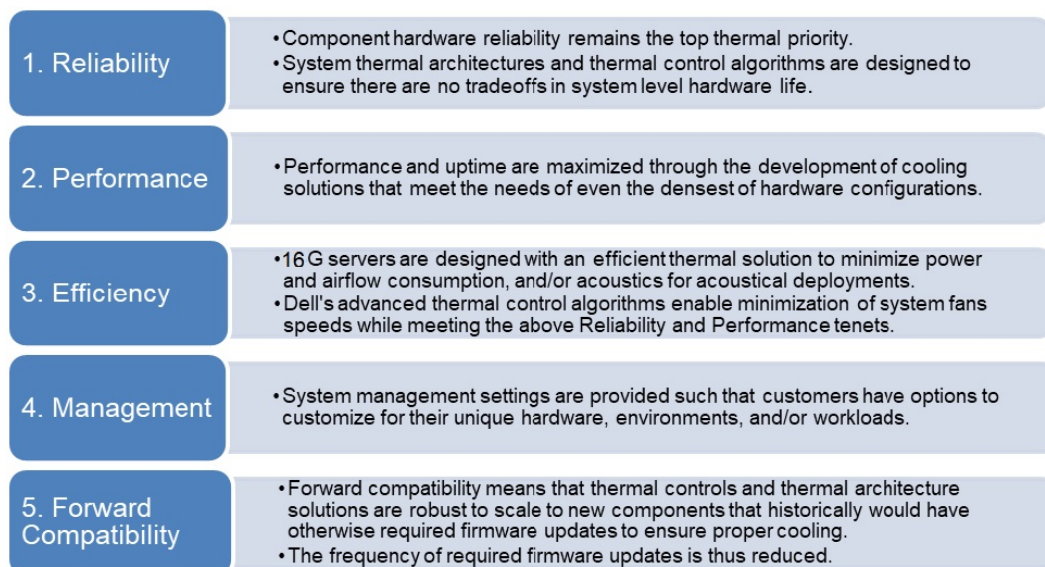 1. Reliability
•Component hardware reliability remains the top thermal priority.
•System thermal architectures and thermal control algorithms are designed to
ensure there are no tradeoffs in system level hardware life.
2. Performance
•Performance and uptime are maximized through the development of cooling
solutions that meet the needs of even the densest of hardware configurations.
3. Efficiency
•16G servers are designed with an efficient thermal solution to minimize power
and airflow consumption, and/or acoustics for acoustical deployments.
•Dell's advanced thermal control algorithms enable minimization of system fans
speeds while meeting the above Reliability and Performance tenets.
4. Management
•System management settings are provided such that customers have options to
customize for their unique hardware, environments, and/or workloads.
5. Forward
Compatibility
•Forward compatibility means that thermal controls and thermal architecture
solutions are robust to scale to new components that historically would have
otherwise required firmware updates to ensure proper cooling.
•The frequency of required firmware updates is thus reduced.